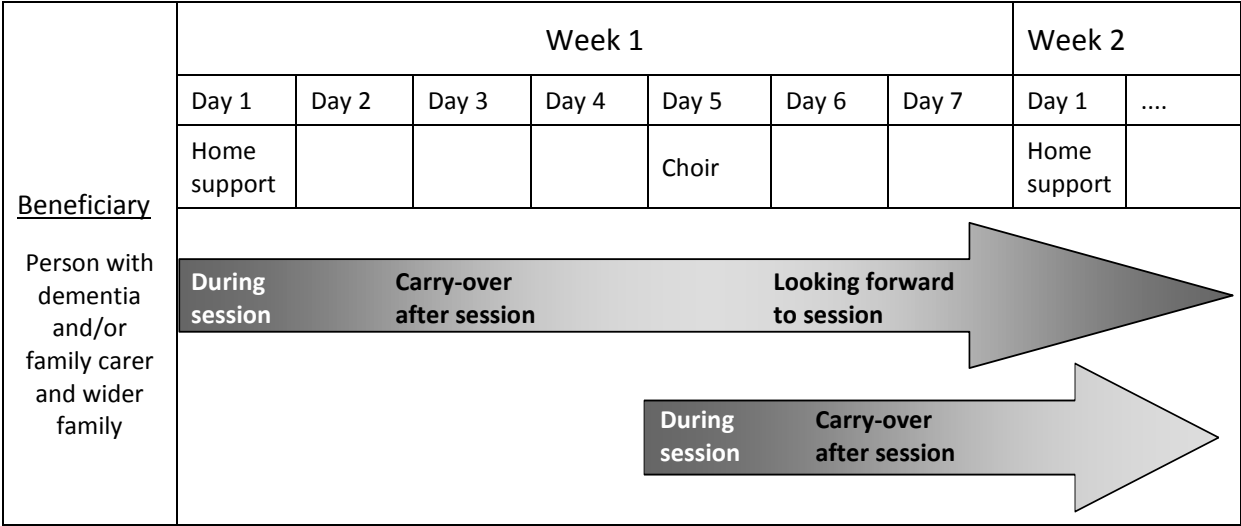 Week 1 Week 2
Day 1 Day 2 Day 3 Day 4 Day 5 Day 6 Day 7 Day 1 ....
Home
support
Choir
Home
support
Beneficiary
Person with
dementia
and/or
family carer
and wider
family
During
session
Carry-over
after session
Looking forward
to session
During
session
Carry-over
after session